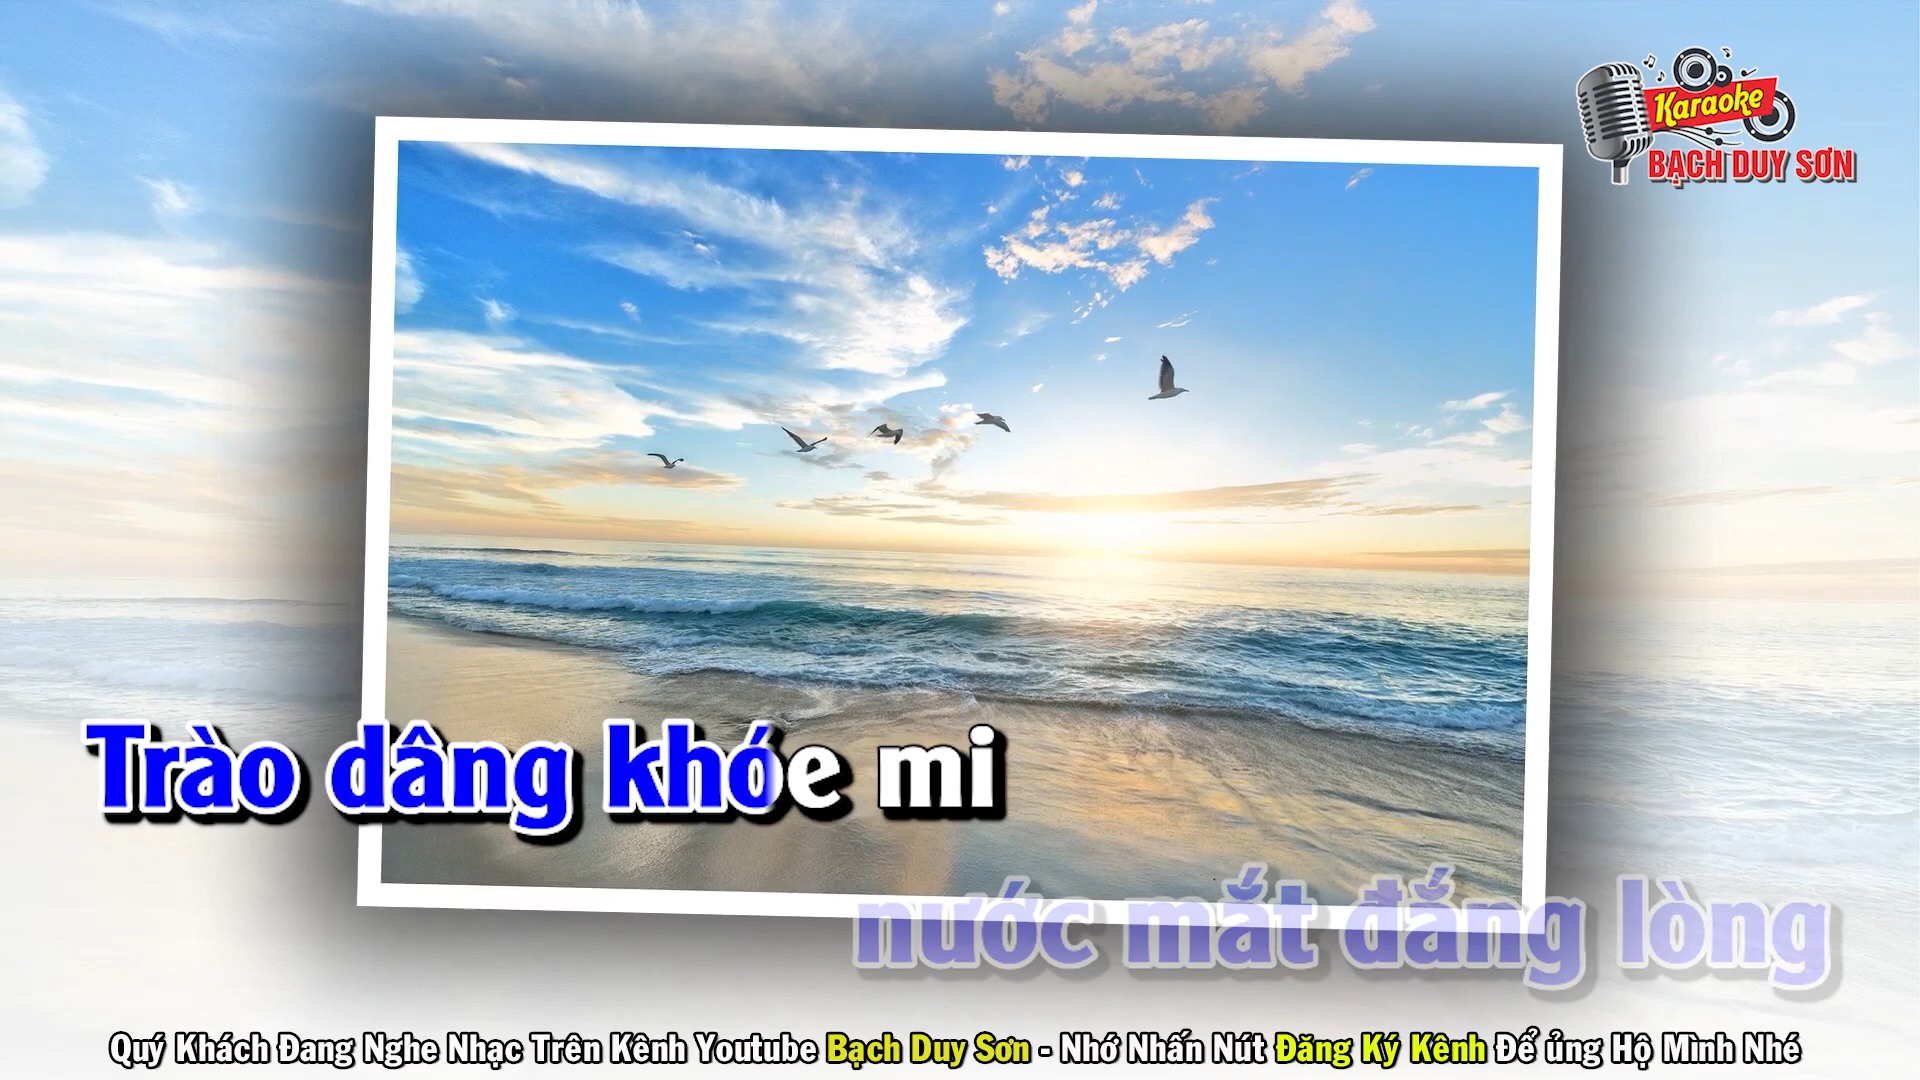 Karaoke
BẠCH DUY SƠN
Trào dâng khóe mi
nước mắt đắng lòng
Quý Khách Đang Nghe Nhạc Trên Kênh Youtube Bạch Duy Sơn - Nhớ Nhấn Nút Đăng Ký Kênh Để ủng Hộ Mình Nhé